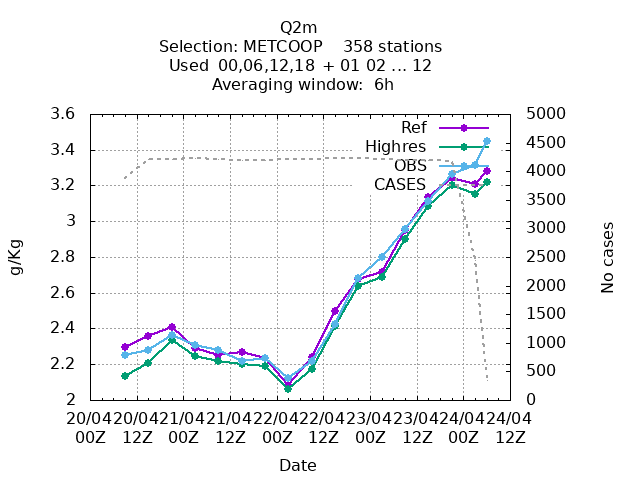 Q2m
Selection: METCOOP    358 stations
Used 00,06,12,18 + 01 02 ... 12
Averaging window:  6h
3.6
3.4
3.2
3
2.8
2.6
2.4
2.2
2
g/Kg
Ref
Highres
OBS
CASES
5000
4500
4000
3500
3000
2500
2000
1500
1000
500
0
No cases
20/04 20/04 21/04 21/04 22/04 22/04 23/04 23/04 24/04 24/04
00Z 12Z 00Z 12Z 00Z 12Z 00Z 12Z 00Z 12Z
Date